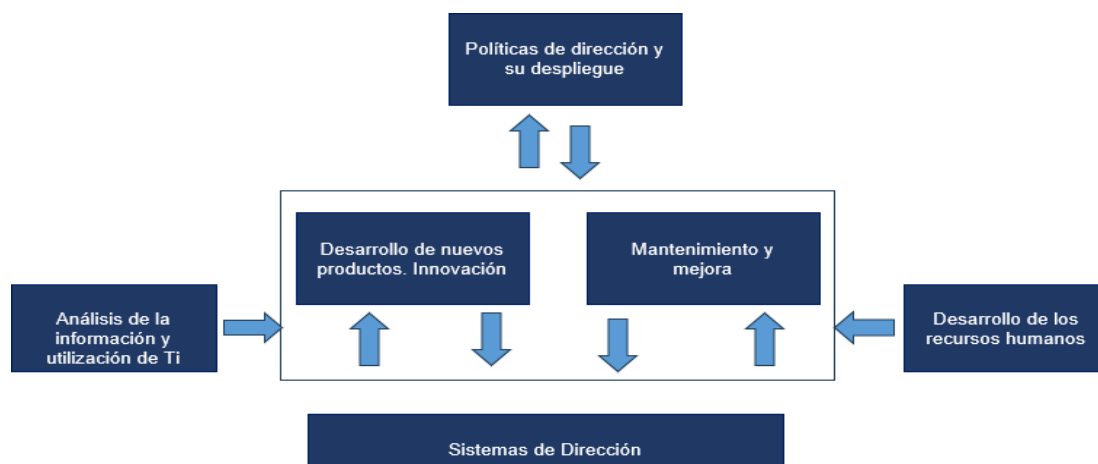 Políticas de dirección y
su despliegue
Desarrollo de nuevos
productos. Innovación
Mantenimiento y
mejora
Análisis de la
información y
utilización de Ti
Desarrollo de los
recursos humanos
Sistemas de Dirección